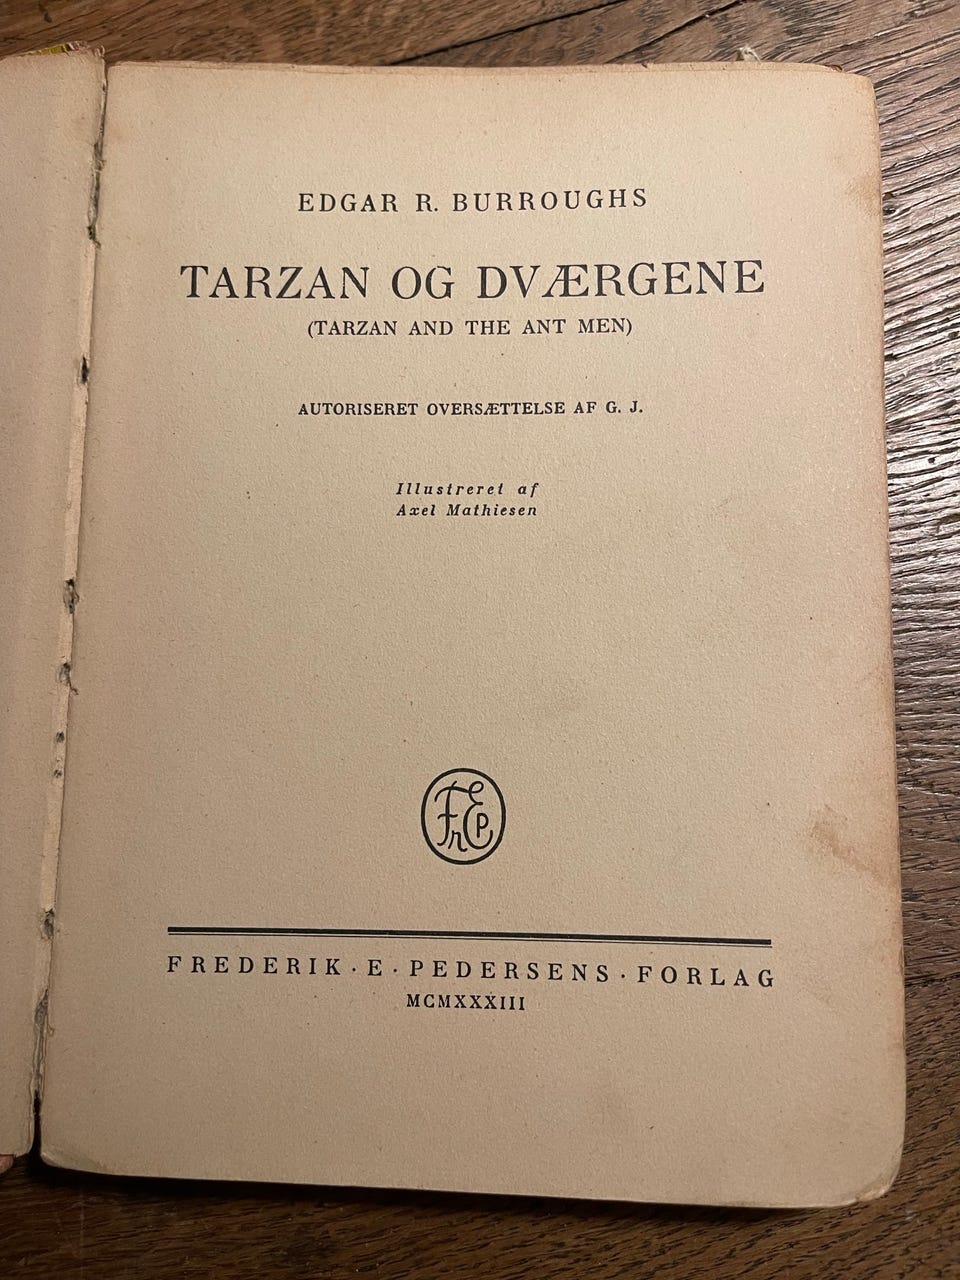 EDGAR R. BURROUGHS
TARZAN OG DVÆRGENE
(TARZAN AND THE ANT MEN)
AUTORISERET OVERSÆTTELSE AF G. J.
Illustreret af
Axel Mathiesen
FrEP
FREDERIK · E · PEDERSENS · FORLAG
MCMXXXIII